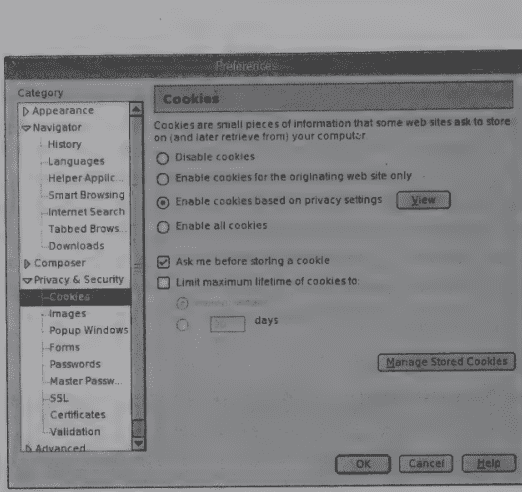 Preferences
Category
Appearance
Navigator
History
Languages
Helper Applic...
Smart Browsing
Internet Search
Tabbed Brows...
Downloads
Composer
Privacy & Security
Cookies
Images
Popup Windows
Forms
Passwords
Master Passw...
SSL
Certificates
Validation
Advanced
Cookies
Cookies are small pieces of information that some web sites ask to store
on (and later retrieve from) your computer.
Disable cookies
Enable cookies for the originating web site only
Enable cookies based on privacy settings View
Enable all cookies
Ask me before storing a cookie
Limit maximum lifetime of cookies to:
days
Manage Stored Cookies
OK Cancel Help